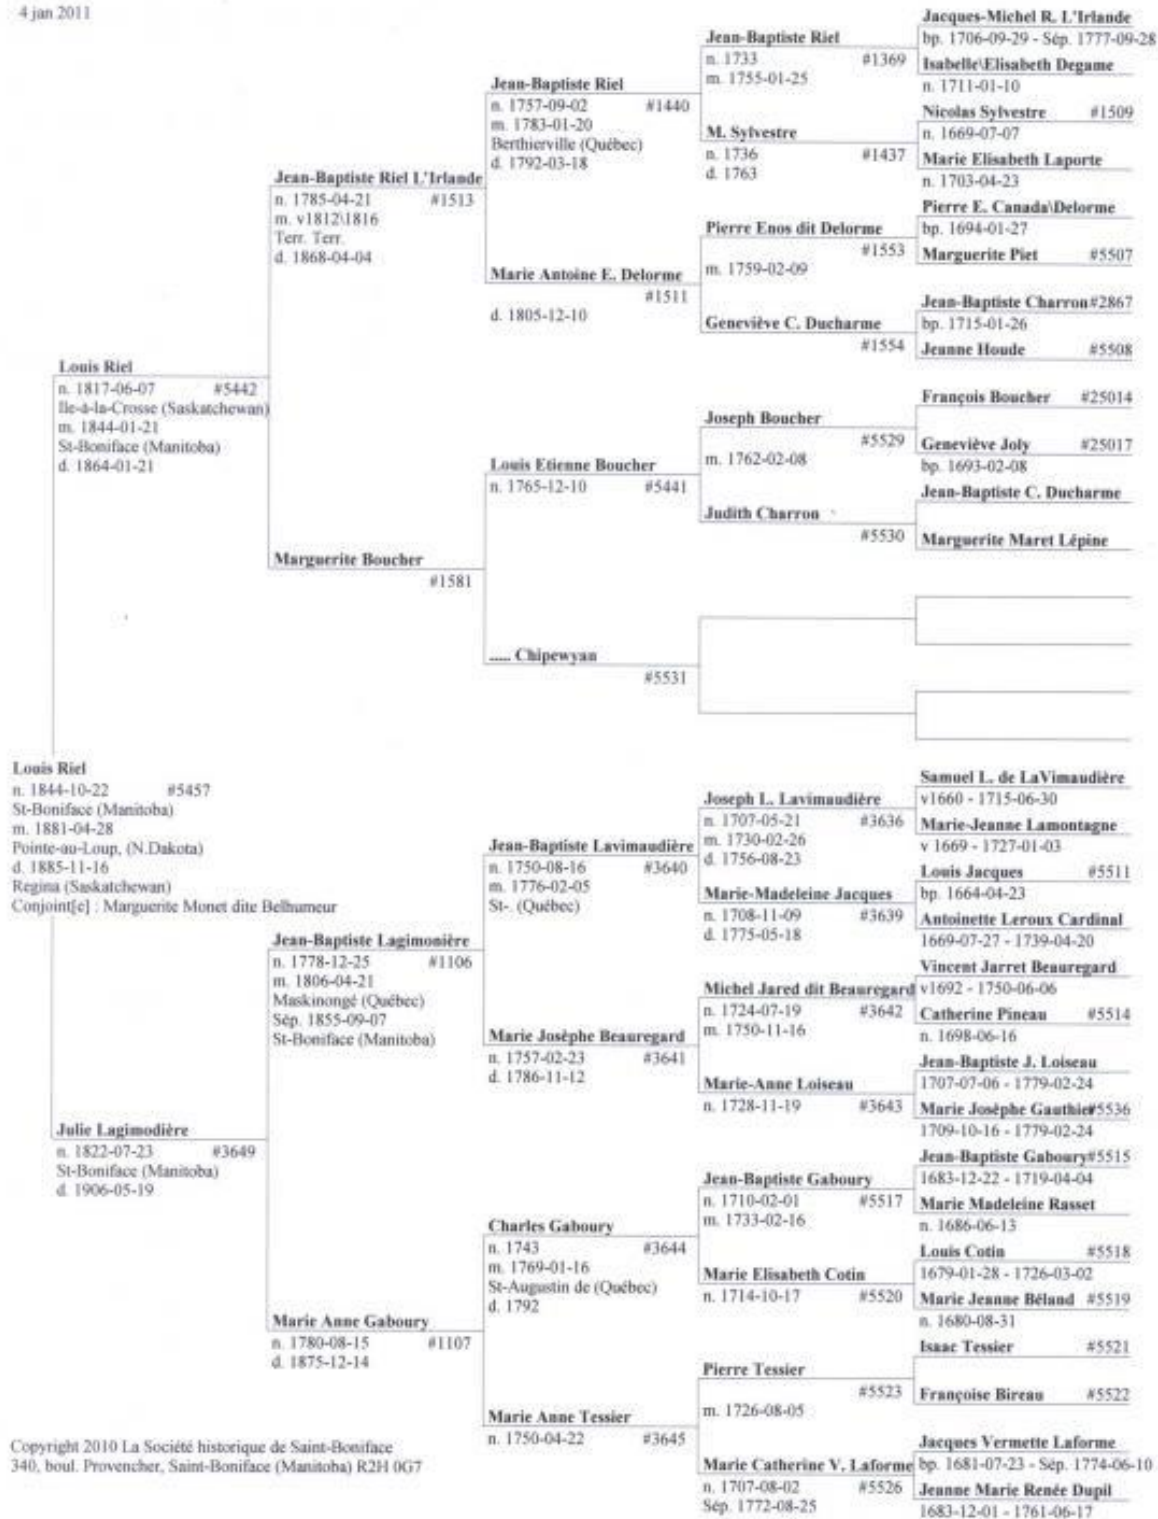 4 jan 2011
Louis Riel
n. 1844-10-22 #5457
St-Boniface (Manitoba)
m. 1881-04-28
Pointe-au-Loup, (N.Dakota)
d. 1885-11-16
Regina (Saskatchewan)
Conjoint[e] : Marguerite Monet dite Belhumeur
Louis Riel
n. 1817-06-07 #5442
Ile-à-la-Crosse (Saskatchewan)
m. 1844-01-21
St-Boniface (Manitoba)
d. 1864-01-21
Julie Lagimodière
n. 1822-07-23 #3649
St-Boniface (Manitoba)
d. 1906-05-19
Jean-Baptiste Riel L'Irlande
n. 1785-04-21 #1513
m. v1812\1816
Terr. Terr.
d. 1868-04-04
Marguerite Boucher
#1581
Jean-Baptiste Lagimonière
n. 1778-12-25 #1106
m. 1806-04-21
Maskinongé (Québec)
Sép. 1855-09-07
St-Boniface (Manitoba)
Marie Anne Gaboury
n. 1780-08-15 #1107
d. 1875-12-14
Jean-Baptiste Riel
n. 1757-09-02 #1440
m. 1783-01-20
Berthierville (Québec)
d. 1792-03-18
Marie Antoine E. Delorme
#1511
d. 1805-12-10
Louis Etienne Boucher
n. 1765-12-10 #5441
..... Chipewyan
#5531
Jean-Baptiste Lavimaudière
n. 1750-08-16 #3640
m. 1776-02-05
St-. (Québec)
Marie Josèphe Beauregard
n. 1757-02-23 #3641
d. 1786-11-12
Charles Gaboury
n. 1743 #3644
m. 1769-01-16
St-Augustin de (Québec)
d. 1792
Marie Anne Tessier
n. 1750-04-22 #3645
Jean-Baptiste Riel
n. 1733 #1369
m. 1755-01-25
M. Sylvestre
n. 1736 #1437
d. 1763
Pierre Enos dit Delorme
#1553
m. 1759-02-09
Geneviève C. Ducharme
#1554
Joseph Boucher
#5529
m. 1762-02-08
Judith Charron
#5530
Joseph L. Lavimaudière
n. 1707-05-21 #3636
m. 1730-02-26
d. 1756-08-23
Marie-Madeleine Jacques
n. 1708-11-09 #3639
d. 1775-05-18
Michel Jared dit Beauregard
n. 1724-07-19 #3642
m. 1750-11-16
Marie-Anne Loiseau
n. 1728-11-19 #3643
Jean-Baptiste Gaboury
n. 1710-02-01 #5517
m. 1733-02-16
Marie Elisabeth Cotin
n. 1714-10-17 #5520
Pierre Tessier
#5523
m. 1726-08-05
Marie Catherine V. Laforme
n. 1707-08-02 #5526
Sép. 1772-08-25
Jacques-Michel R. L'Irlande
bp. 1706-09-29 - Sép. 1777-09-28
Isabelle\Elisabeth Degame
n. 1711-01-10
Nicolas Sylvestre #1509
n. 1669-07-07
Marie Elisabeth Laporte
n. 1703-04-23
Pierre E. Canada\Delorme
bp. 1694-01-27
Marguerite Piet #5507
Jean-Baptiste Charron #2867
bp. 1715-01-26
Jeanne Houde #5508
François Boucher #25014
Geneviève Joly #25017
bp. 1693-02-08
Jean-Baptiste C. Ducharme
Marguerite Maret Lépine
Samuel L. de LaVimaudière
v1660 - 1715-06-30
Marie-Jeanne Lamontagne
v 1669 - 1727-01-03
Louis Jacques #5511
bp. 1664-04-23
Antoinette Leroux Cardinal
1669-07-27 - 1739-04-20
Vincent Jarret Beauregard
v1692 - 1750-06-06
Catherine Pineau #5514
n. 1698-06-16
Jean-Baptiste J. Loiseau
1707-07-06 - 1779-02-24
Marie Josèphe Gauthier #5536
1709-10-16 - 1779-02-24
Jean-Baptiste Gaboury #5515
1683-12-22 - 1719-04-04
Marie Madeleine Rasset
n. 1686-06-13
Louis Cotin #5518
1679-01-28 - 1726-03-02
Marie Jeanne Béland #5519
n. 1680-08-31
Isaac Tessier #5521
Françoise Bireau #5522
Jacques Vermette Laforme
bp. 1681-07-23 - Sép. 1774-06-10
Jeanne Marie Renée Dupil
1683-12-01 - 1761-06-17
Copyright 2010 La Société historique de Saint-Boniface
340, boul. Provencher, Saint-Boniface (Manitoba) R2H 0G7